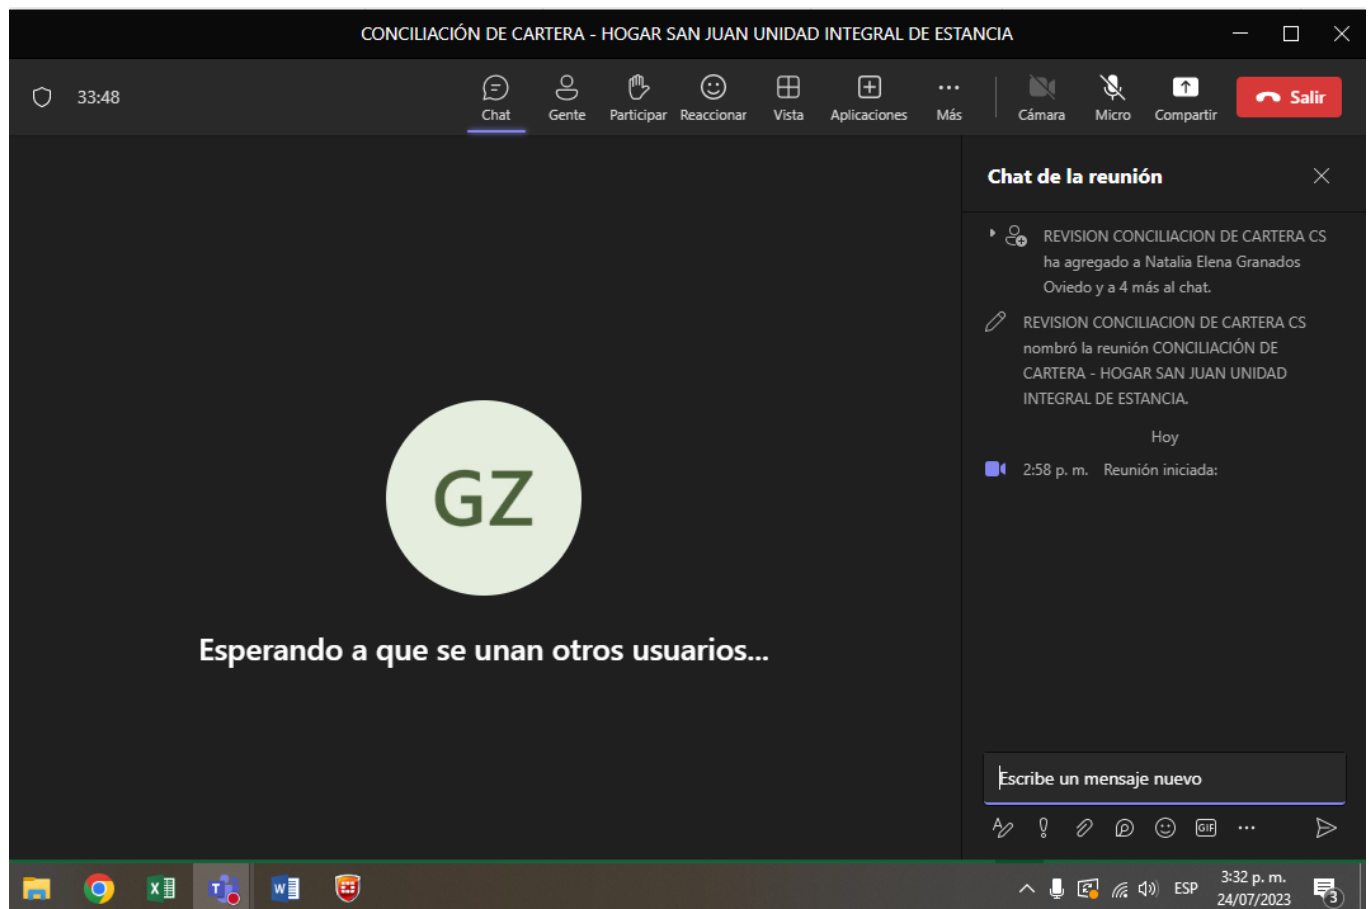 CONCILIACIÓN DE CARTERA - HOGAR SAN JUAN UNIDAD INTEGRAL DE ESTANCIA
33:48
Chat
Gente
Participar
Reaccionar
Vista
Aplicaciones
Más
Cámara
Micro
Compartir
Salir
Chat de la reunión
REVISION CONCILIACION DE CARTERA CS
ha agregado a Natalia Elena Granados
Oviedo y a 4 más al chat.
REVISION CONCILIACION DE CARTERA CS
nombró la reunión CONCILIACIÓN DE
CARTERA - HOGAR SAN JUAN UNIDAD
INTEGRAL DE ESTANCIA.
Hoy
2:58 p. m. Reunión iniciada:
GZ
Esperando a que se unan otros usuarios...
Escribe un mensaje nuevo
GIF
ESP
3:32 p. m.
24/07/2023
3